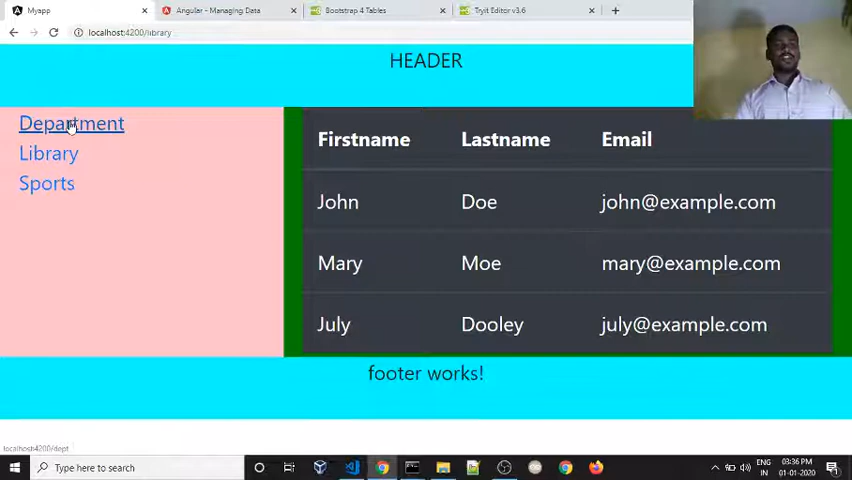 Myapp
Angular - Managing Data
Bootstrap 4 Tables
Tryit Editor v3.6
localhost:4200/library
HEADER
Department
Library
Sports
Firstname Lastname Email
John Doe john@example.com
Mary Moe mary@example.com
July Dooley july@example.com
footer works!
localhost:4200/dept
Type here to search
ENG
IN
03:36 PM
01-01-2020